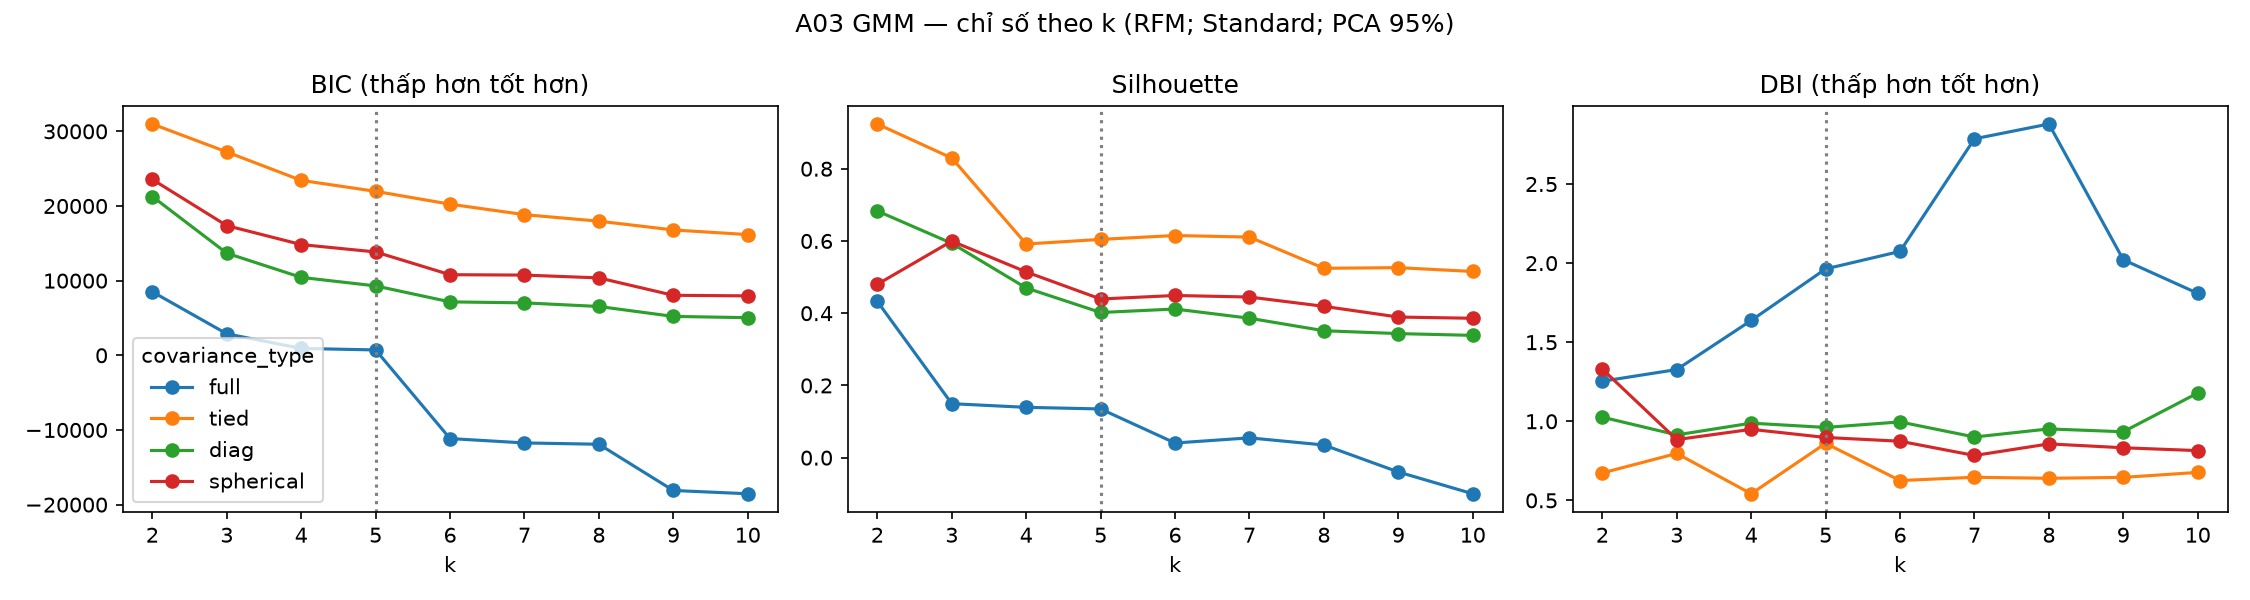 A03 GMM — chỉ số theo k (RFM; Standard; PCA 95%)
BIC (thấp hơn tốt hơn)
30000
20000
10000
0
−10000
−20000
covariance_type
full
tied
diag
spherical
2 3 4 5 6 7 8 9 10
k
Silhouette
0.8
0.6
0.4
0.2
0.0
2 3 4 5 6 7 8 9 10
k
DBI (thấp hơn tốt hơn)
2.5
2.0
1.5
1.0
0.5
2 3 4 5 6 7 8 9 10
k